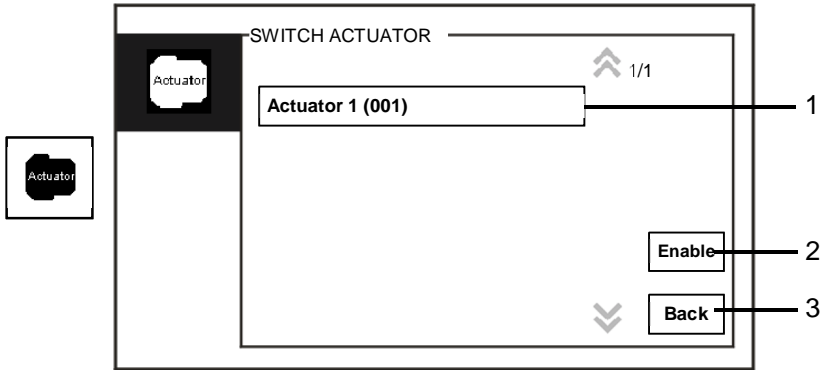 SWITCH ACTUATOR
Actuator
1/1
Actuator 1 (001)
1
Actuator
Enable
2
Back
3